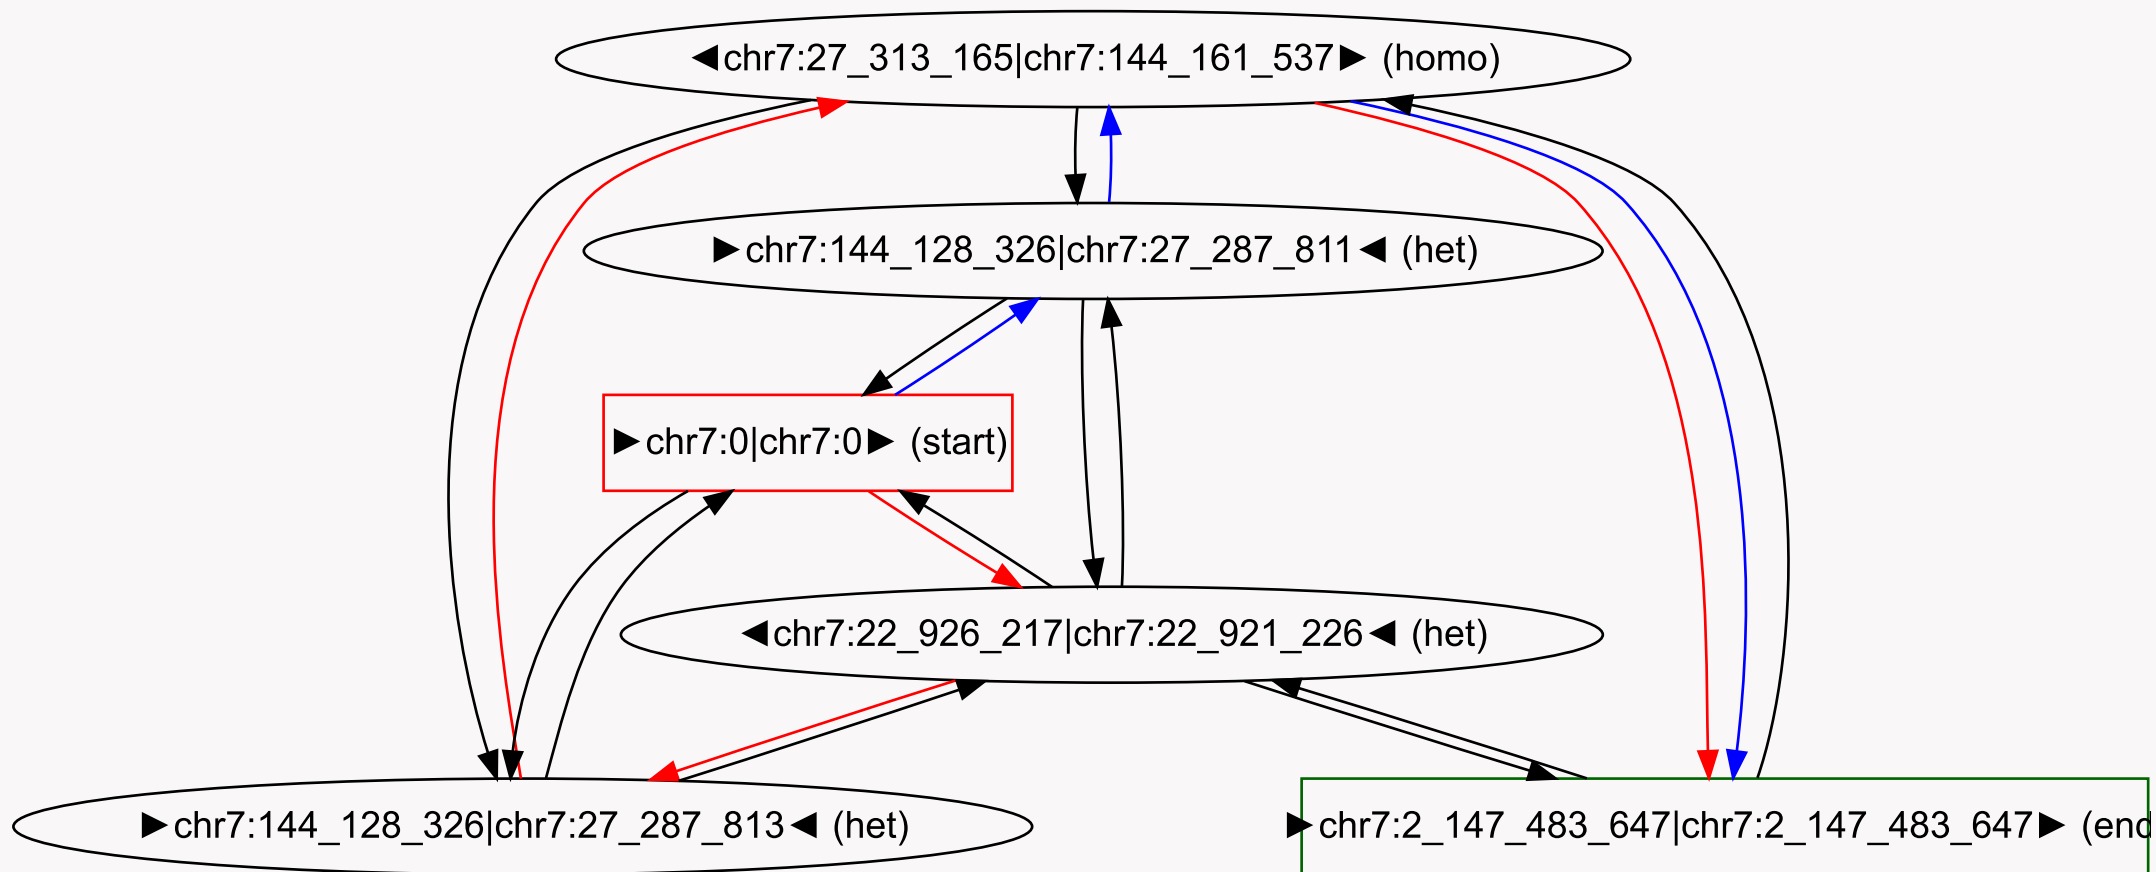 ◄chr7:27_313_165|chr7:144_161_537► (homo)
►chr7:144_128_326|chr7:27_287_811◄ (het)
►chr7:0|chr7:0► (start)
◄chr7:22_926_217|chr7:22_921_226◄ (het)
►chr7:144_128_326|chr7:27_287_813◄ (het)
►chr7:2_147_483_647|chr7:2_147_483_647► (end